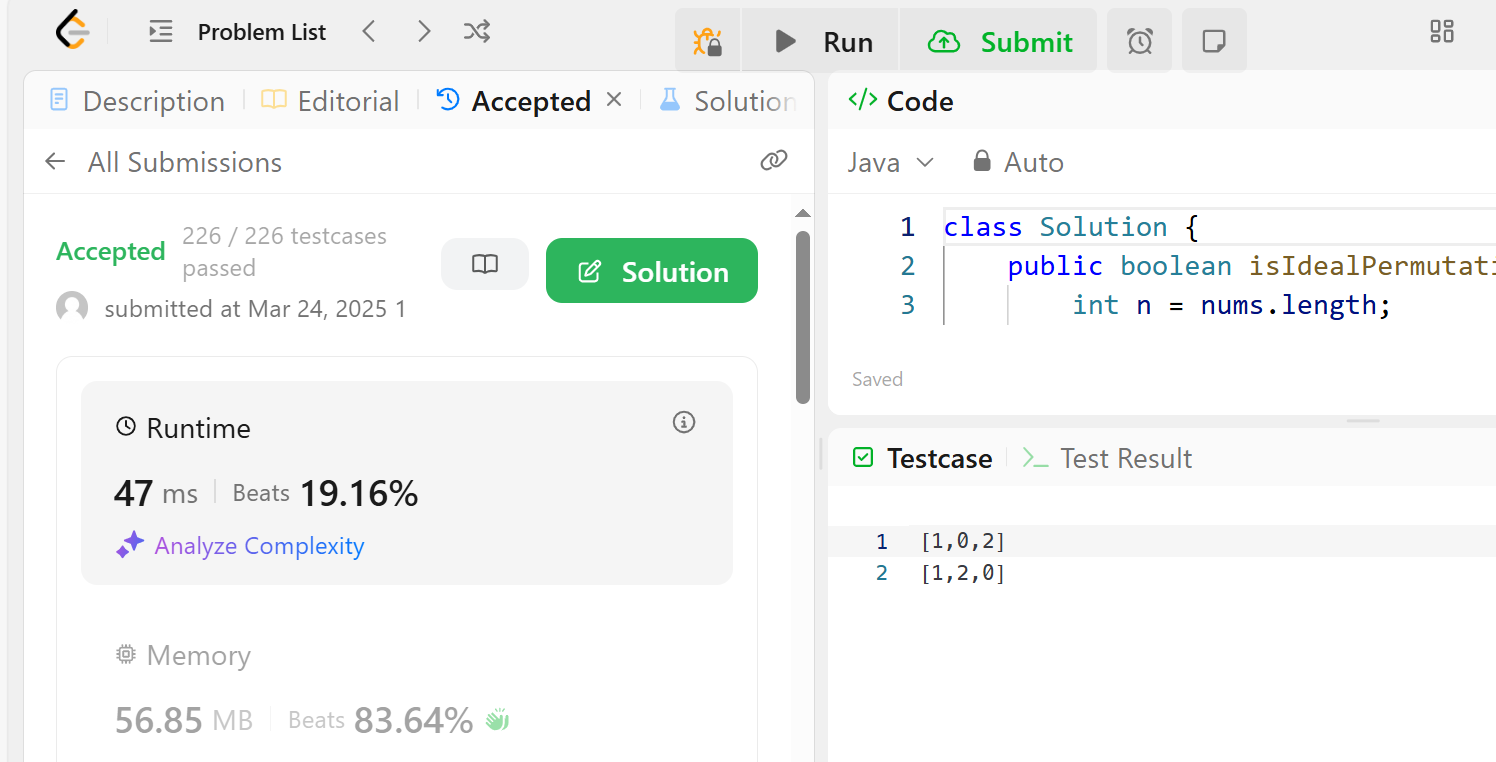 Problem List
Run
Submit
Description
Editorial
Accepted
Solution
All Submissions
Accepted
226 / 226 testcases
passed
Solution
submitted at Mar 24, 2025 1
Runtime
47 ms
Beats 19.16%
Analyze Complexity
Memory
56.85 MB
Beats 83.64%
</> Code
Java
Auto
1 class Solution {
2 public boolean isIdealPermutati
3 int n = nums.length;
Saved
Testcase
>_ Test Result
1 [1,0,2]
2 [1,2,0]